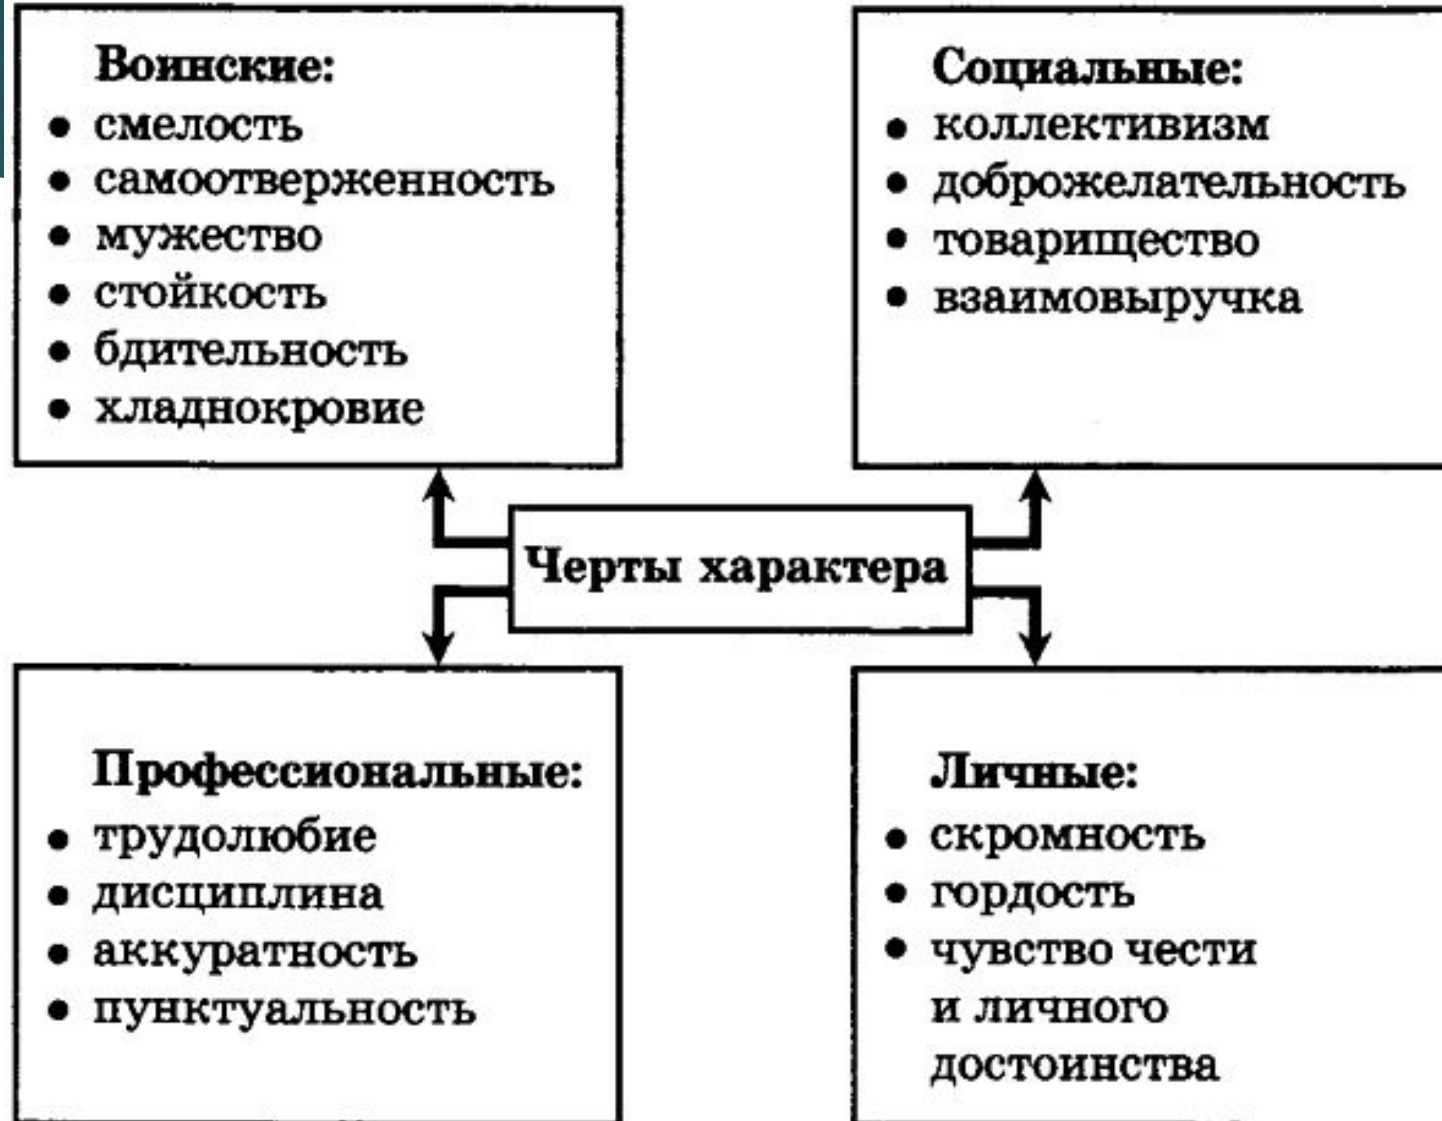 Воинские:
• смелость
• самоотверженность
• мужество
• стойкость
• бдительность
• хладнокровие
Социальные:
• коллективизм
• доброжелательность
• товарищество
• взаимовыручка
Черты характера
Профессиональные:
• трудолюбие
• дисциплина
• аккуратность
• пунктуальность
Личные:
• скромность
• гордость
• чувство чести
и личного
достоинства